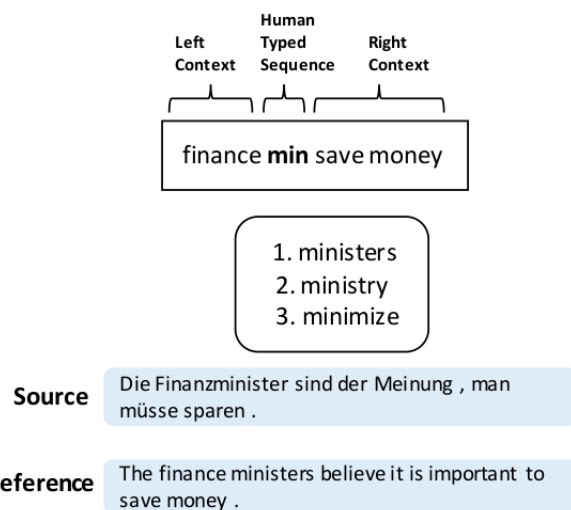 Left Context
Human Typed Sequence
Right Context
finance min save money
1. ministers
2. ministry
3. minimize
Source
Die Finanzminister sind der Meinung , man
müsse sparen .
eference
The finance ministers believe it is important to
save money .